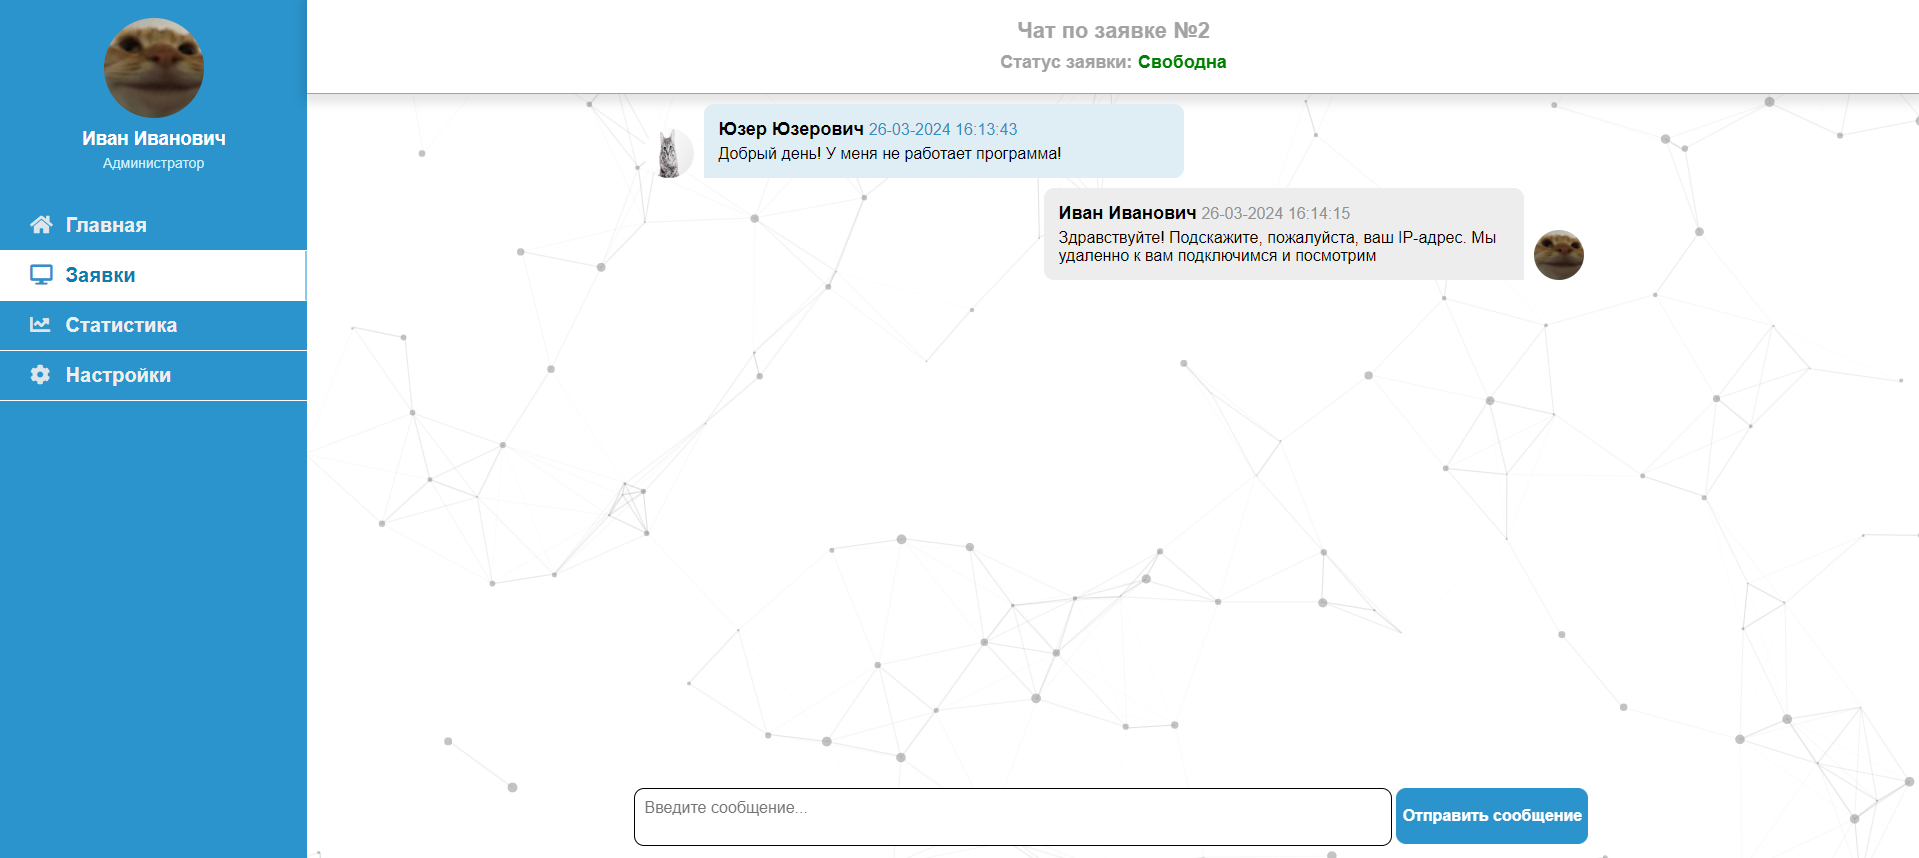 Иван Иванович
Администратор
Главная
Заявки
Статистика
Настройки
Чат по заявке №2
Статус заявки: Свободна
Юзер Юзерович 26-03-2024 16:13:43
Добрый день! У меня не работает программа!
Иван Иванович 26-03-2024 16:14:15
Здравствуйте! Подскажите, пожалуйста, ваш IP-адрес. Мы
удаленно к вам подключимся и посмотрим
Введите сообщение...
Отправить сообщение